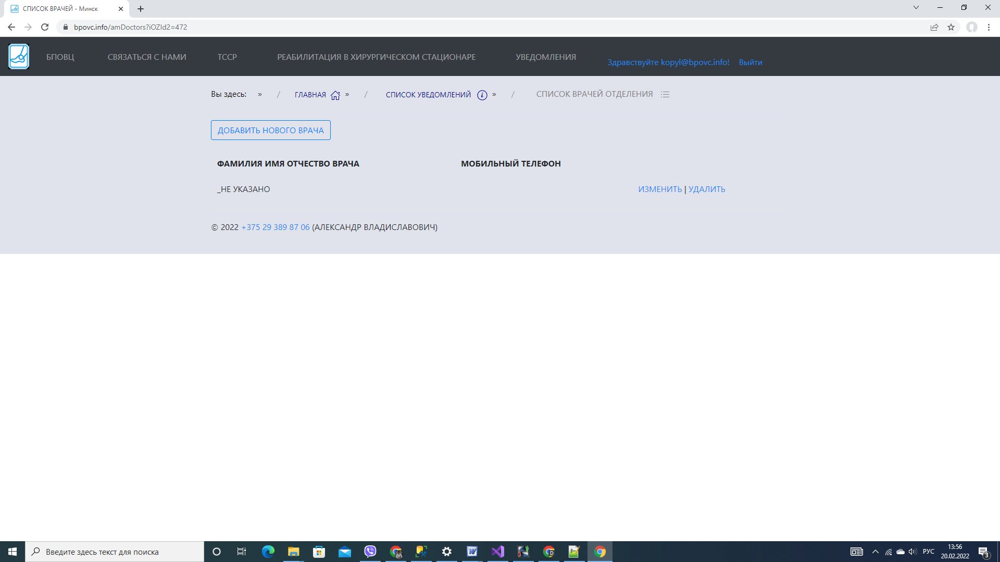 СПИСОК ВРАЧЕЙ - Минск
bpovc.info/amDoctors?iOZId2=472
БПОВЦ СВЯЗАТЬСЯ С НАМИ ТССР РЕАБИЛИТАЦИЯ В ХИРУРГИЧЕСКОМ СТАЦИОНАРЕ УВЕДОМЛЕНИЯ Здравствуйте kopyl@bpovc.info! Выйти
Вы здесь: » / ГЛАВНАЯ » / СПИСОК УВЕДОМЛЕНИЙ » / СПИСОК ВРАЧЕЙ ОТДЕЛЕНИЯ
ДОБАВИТЬ НОВОГО ВРАЧА
ФАМИЛИЯ ИМЯ ОТЧЕСТВО ВРАЧА МОБИЛЬНЫЙ ТЕЛЕФОН
_НЕ УКАЗАНО ИЗМЕНИТЬ | УДАЛИТЬ
© 2022 +375 29 389 87 06 (АЛЕКСАНДР ВЛАДИСЛАВОВИЧ)
Введите здесь текст для поиска
РУС
13:56
20.02.2022
3